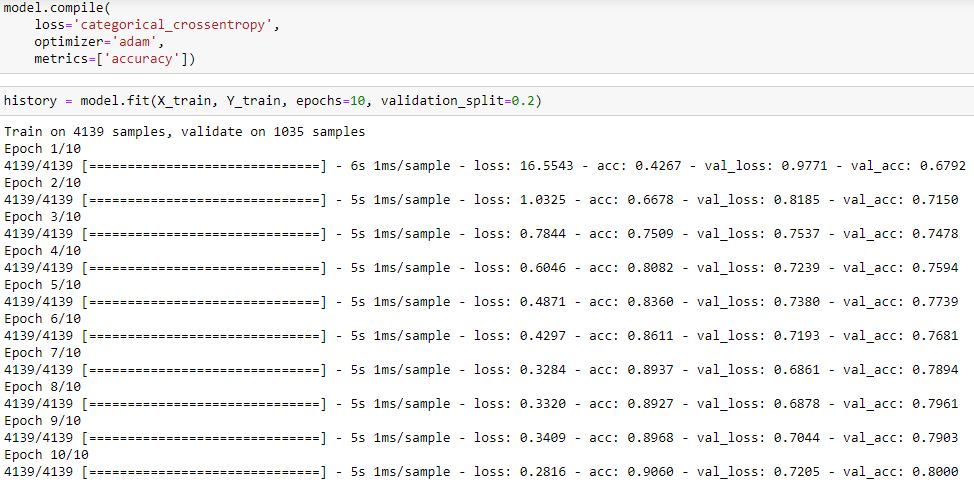 model.compile(
    loss='categorical_crossentropy',
    optimizer='adam',
    metrics=['accuracy'])
history = model.fit(X_train, Y_train, epochs=10, validation_split=0.2)
Train on 4139 samples, validate on 1035 samples
Epoch 1/10
4139/4139 [==============================] - 6s 1ms/sample - loss: 16.5543 - acc: 0.4267 - val_loss: 0.9771 - val_acc: 0.6792
Epoch 2/10
4139/4139 [==============================] - 5s 1ms/sample - loss: 1.0325 - acc: 0.6678 - val_loss: 0.8185 - val_acc: 0.7150
Epoch 3/10
4139/4139 [==============================] - 5s 1ms/sample - loss: 0.7844 - acc: 0.7509 - val_loss: 0.7537 - val_acc: 0.7478
Epoch 4/10
4139/4139 [==============================] - 5s 1ms/sample - loss: 0.6046 - acc: 0.8082 - val_loss: 0.7239 - val_acc: 0.7594
Epoch 5/10
4139/4139 [==============================] - 5s 1ms/sample - loss: 0.4871 - acc: 0.8360 - val_loss: 0.7380 - val_acc: 0.7739
Epoch 6/10
4139/4139 [==============================] - 5s 1ms/sample - loss: 0.4297 - acc: 0.8611 - val_loss: 0.7193 - val_acc: 0.7681
Epoch 7/10
4139/4139 [==============================] - 5s 1ms/sample - loss: 0.3284 - acc: 0.8937 - val_loss: 0.6861 - val_acc: 0.7894
Epoch 8/10
4139/4139 [==============================] - 5s 1ms/sample - loss: 0.3320 - acc: 0.8927 - val_loss: 0.6878 - val_acc: 0.7961
Epoch 9/10
4139/4139 [==============================] - 5s 1ms/sample - loss: 0.3409 - acc: 0.8968 - val_loss: 0.7044 - val_acc: 0.7903
Epoch 10/10
4139/4139 [==============================] - 5s 1ms/sample - loss: 0.2816 - acc: 0.9060 - val_loss: 0.7205 - val_acc: 0.8000